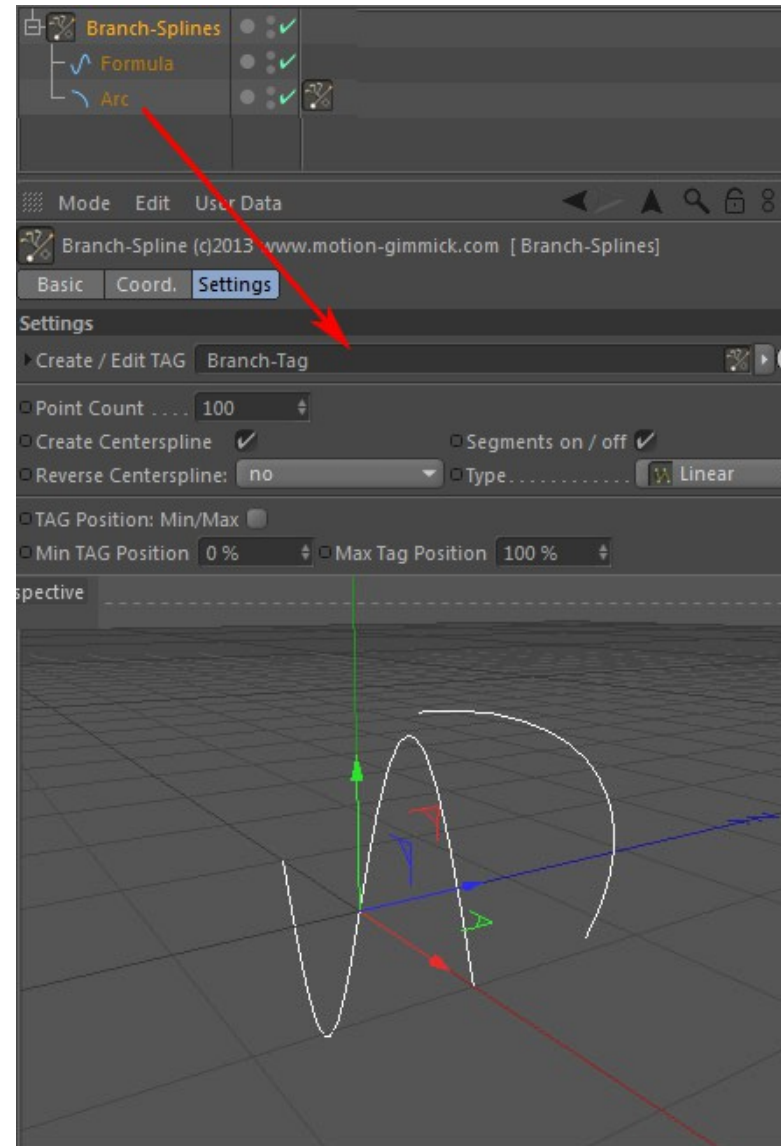 Branch-Splines
Formula
Arc
Mode Edit User Data
Branch-Spline (c)2013 www.motion-gimmick.com [ Branch-Splines]
Basic Coord. Settings
Settings
Create / Edit TAG Branch-Tag
Point Count .... 100
Create Centerspline Segments on / off
Reverse Centerspline: no Type............ Linear
TAG Position: Min/Max
Min TAG Position 0 % Max Tag Position 100 %
spective